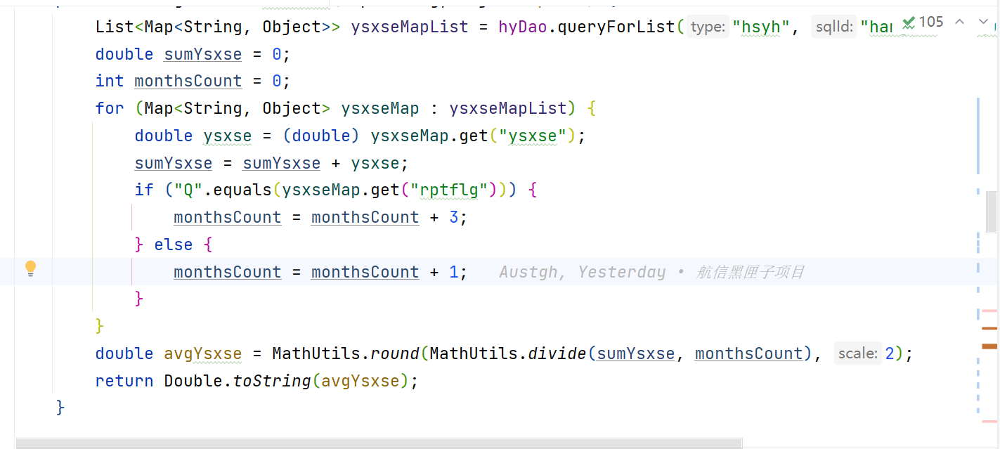 List<Map<String, Object>> ysxseMapList = hyDao.queryForList( type: "hsyh", sqlId: "har 105
double sumYsxse = 0;
int monthsCount = 0;
for (Map<String, Object> ysxseMap : ysxseMapList) {
double ysxse = (double) ysxseMap.get("ysxse");
sumYsxse = sumYsxse + ysxse;
if ("Q".equals(ysxseMap.get("rptflg"))) {
monthsCount = monthsCount + 3;
} else {
monthsCount = monthsCount + 1; Austgh, Yesterday • 航信黑匣子项目
}
}
double avgYsxse = MathUtils.round(MathUtils.divide(sumYsxse, monthsCount), scale: 2);
return Double.toString(avgYsxse);
}